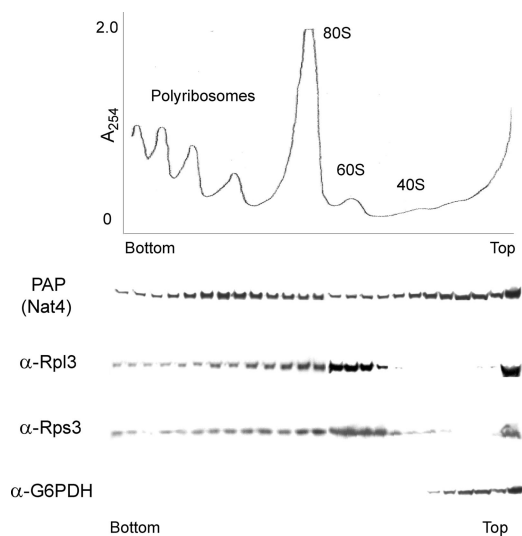 2.0
80S
Polyribosomes
A254
60S
40S
0
Bottom Top
PAP
(Nat4)
α-Rpl3
α-Rps3
α-G6PDH
Bottom Top